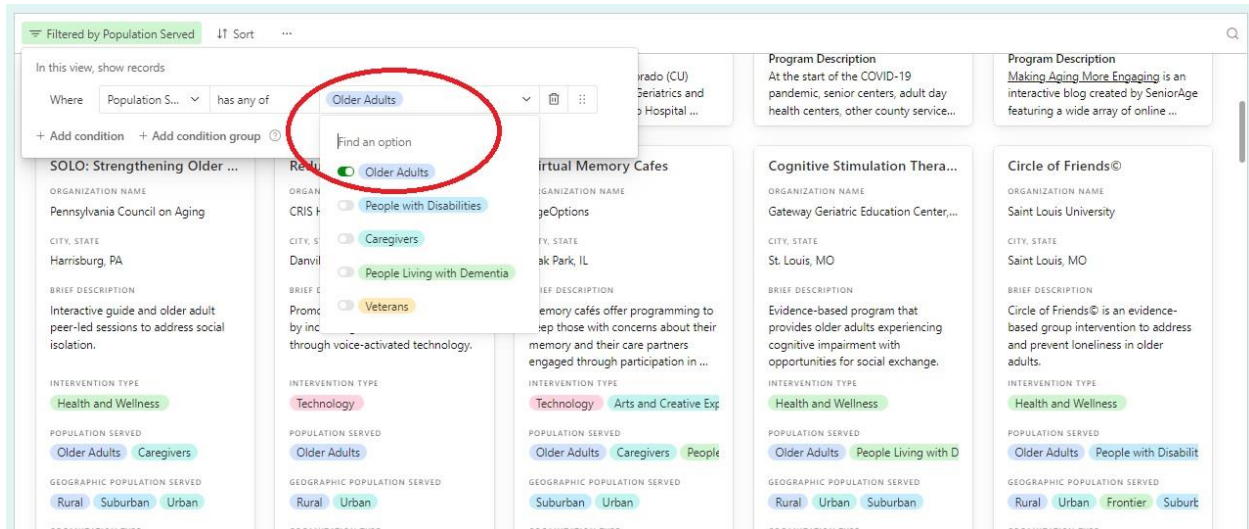 Filtered by Population Served Sort ...
In this view, show records
Where Population S... has any of Older Adults
+ Add condition + Add condition group
Find an option
Older Adults
People with Disabilities
Caregivers
People Living with Dementia
Veterans
(CU)
Hospital ...
Program Description
At the start of the COVID-19
pandemic, senior centers, adult day
health centers, other county service...
Program Description
Making Aging More Engaging is an
interactive blog created by SeniorAge
featuring a wide array of online ...
SOLO: Strengthening Older ...
ORGANIZATION NAME
Pennsylvania Council on Aging
CITY, STATE
Harrisburg, PA
BRIEF DESCRIPTION
Interactive guide and older adult
peer-led sessions to address social
isolation.
INTERVENTION TYPE
Health and Wellness
POPULATION SERVED
Older Adults Caregivers
GEOGRAPHIC POPULATION SERVED
Rural Suburban Urban
CRIS
through voice-activated technology.
INTERVENTION TYPE
Technology
POPULATION SERVED
Older Adults
GEOGRAPHIC POPULATION SERVED
Rural Urban
Memory Cafes
NAME
STATE
Park, IL
DESCRIPTION
cafés offer programming to
those with concerns about their
memory and their care partners
engaged through participation in ...
INTERVENTION TYPE
Technology Arts and Creative Exp
POPULATION SERVED
Older Adults Caregivers People
GEOGRAPHIC POPULATION SERVED
Suburban Urban
Cognitive Stimulation Thera...
ORGANIZATION NAME
Gateway Geriatric Education Center,...
CITY, STATE
St. Louis, MO
BRIEF DESCRIPTION
Evidence-based program that
provides older adults experiencing
cognitive impairment with
opportunities for social exchange.
INTERVENTION TYPE
Health and Wellness
POPULATION SERVED
Older Adults People Living with D
GEOGRAPHIC POPULATION SERVED
Rural Urban Suburban
Circle of Friends©
ORGANIZATION NAME
Saint Louis University
CITY, STATE
Saint Louis, MO
BRIEF DESCRIPTION
Circle of Friends© is an evidence-
based group intervention to address
and prevent loneliness in older
adults.
INTERVENTION TYPE
Health and Wellness
POPULATION SERVED
Older Adults People with Disabilit
GEOGRAPHIC POPULATION SERVED
Rural Urban Frontier Suburb